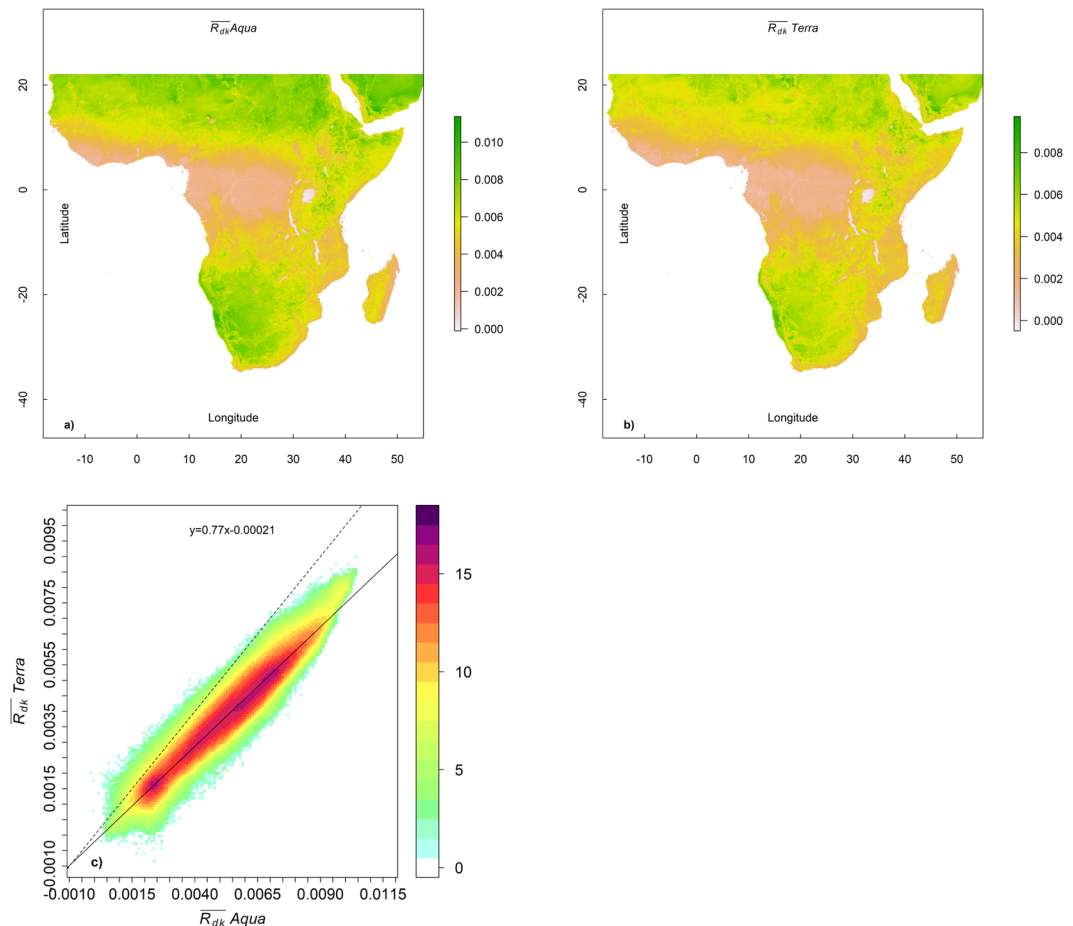 R̅d̅k̅ Aqua
20
0
-20
-40
Latitude
Longitude
a)
-10 0 10 20 30 40 50
0.010
0.008
0.006
0.004
0.002
0.000
R̅d̅k̅ Terra
20
0
-20
-40
Latitude
Longitude
b)
-10 0 10 20 30 40 50
0.008
0.006
0.004
0.002
0.000
y=0.77x-0.00021
0.0095
0.0075
0.0055
0.0035
0.0015
-0.0010
R̅d̅k̅ Terra
c)
-0.0010 0.0015 0.0040 0.0065 0.0090 0.0115
R̅d̅k̅ Aqua
15
10
5
0